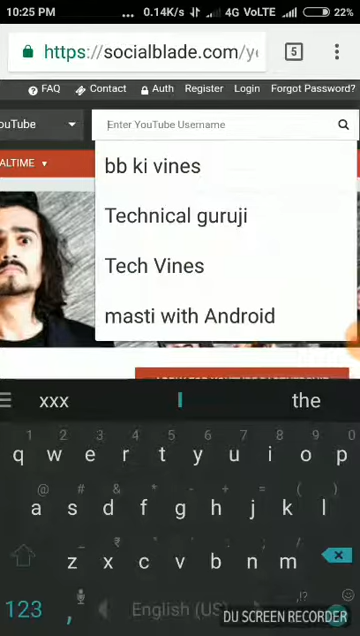 10:25 PM ... 0.14K/s 4G VoLTE 22%
https://socialblade.com/y 5
FAQ Contact Auth Register Login Forgot Password?
ouTube Enter YouTube Username
ALTIME
bb ki vines
Technical guruji
Tech Vines
masti with Android
xxx I the
1 2 3 4 5 6 7 8 9 0
q w e r t y u i o p
@ # & * - + = ( )
a s d f g h j k l
_ ₹ " ' : ; /
z x c v b n m
123 , English (US) ,!?
DU SCREEN RECORDER